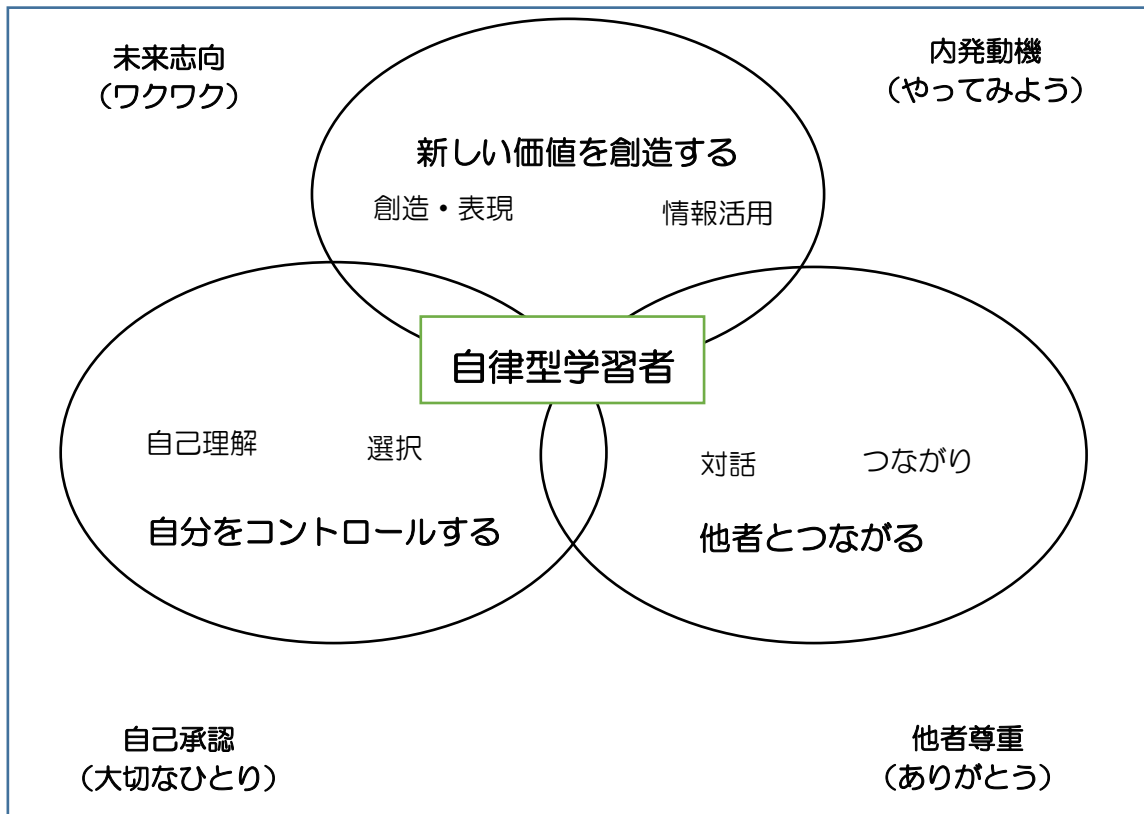 未来志向
（ワクワク）
内発動機
（やってみよう）
新しい価値を創造する
創造・表現
情報活用
自律型学習者
自己理解
選択
自分をコントロールする
対話
つながり
他者とつながる
自己承認
（大切なひとり）
他者尊重
（ありがとう）